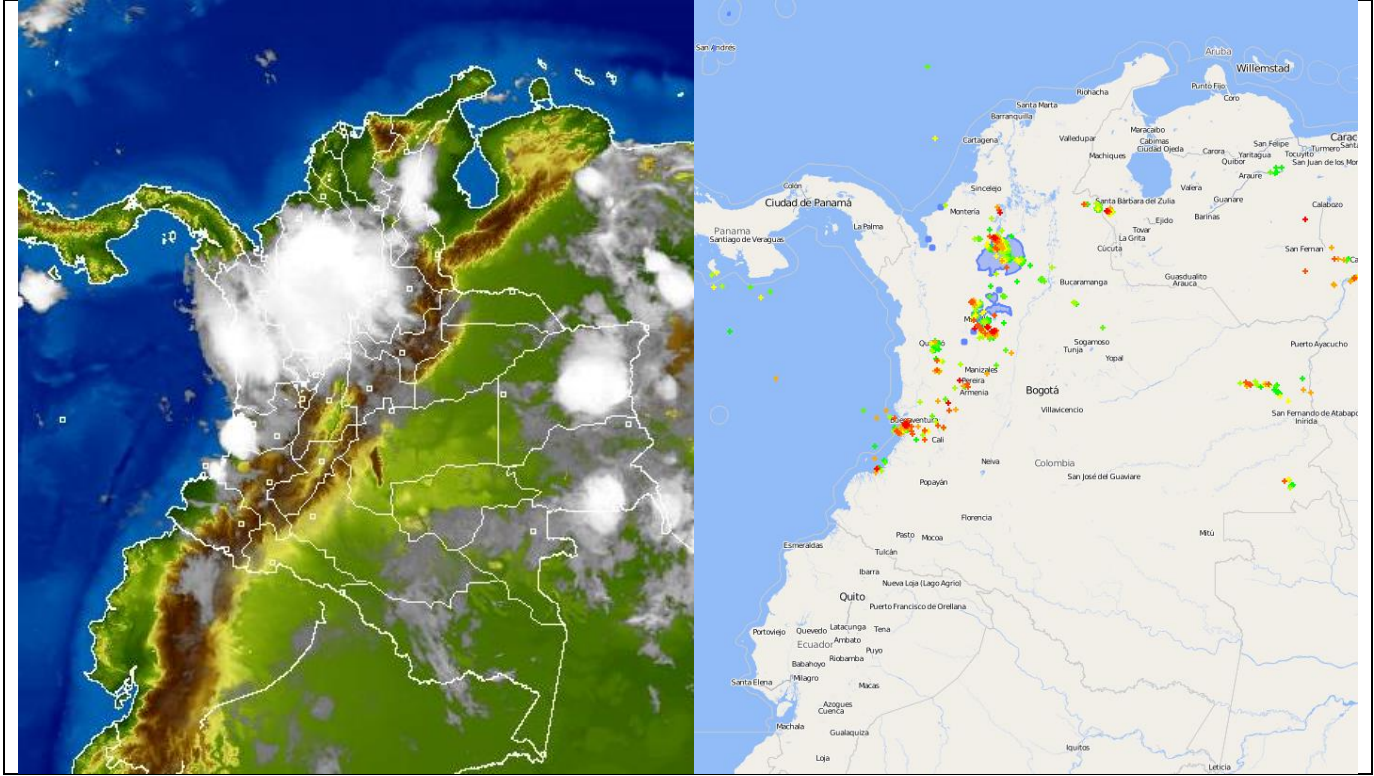 San Andrés
Aruba
Willemstad
Punto Fijo
Coro
Riohacha
Santa Marta
Barranquilla
Cartagena
Valledupar
Maracaibo
Cabimas
Ciudad Ojeda
Machiques
Carora
San Felipe
Yaritagua
Tocuyito
Turmero
Quibor
San Juan de los Mor
Araure
Carac
Santa
Colón
Ciudad de Panamá
Sincelejo
Montería
Valera
Guanare
Santa Bárbara del Zulia
Calabozo
Ejido
Barinas
La Palma
Panama
Santiago de Veraguas
Tovar
La Grita
Cúcuta
San Fernan
Ca
Guasdualito
Arauca
Bucaramanga
Sogamoso
Tunja
Yopal
Puerto Ayacucho
Manizales
Pereira
Armenia
Bogotá
Villavicencio
San Fernando de Atabapo
Inírida
Buenaventura
Cali
Neiva
Colombia
San José del Guaviare
Popayán
Florencia
Mitú
Esmeraldas
Pasto
Mocoa
Tulcán
Ibarra
Nueva Loja (Lago Agrio)
Quito
Puerto Francisco de Orellana
Portoviejo
Quevedo
Latacunga
Tena
Ambato
Ecuador
Puyo
Riobamba
Babahoyo
Milagro
Santa Elena
Macas
Azogues
Cuenca
Machala
Gualaquiza
Loja
Iquitos
Leticia